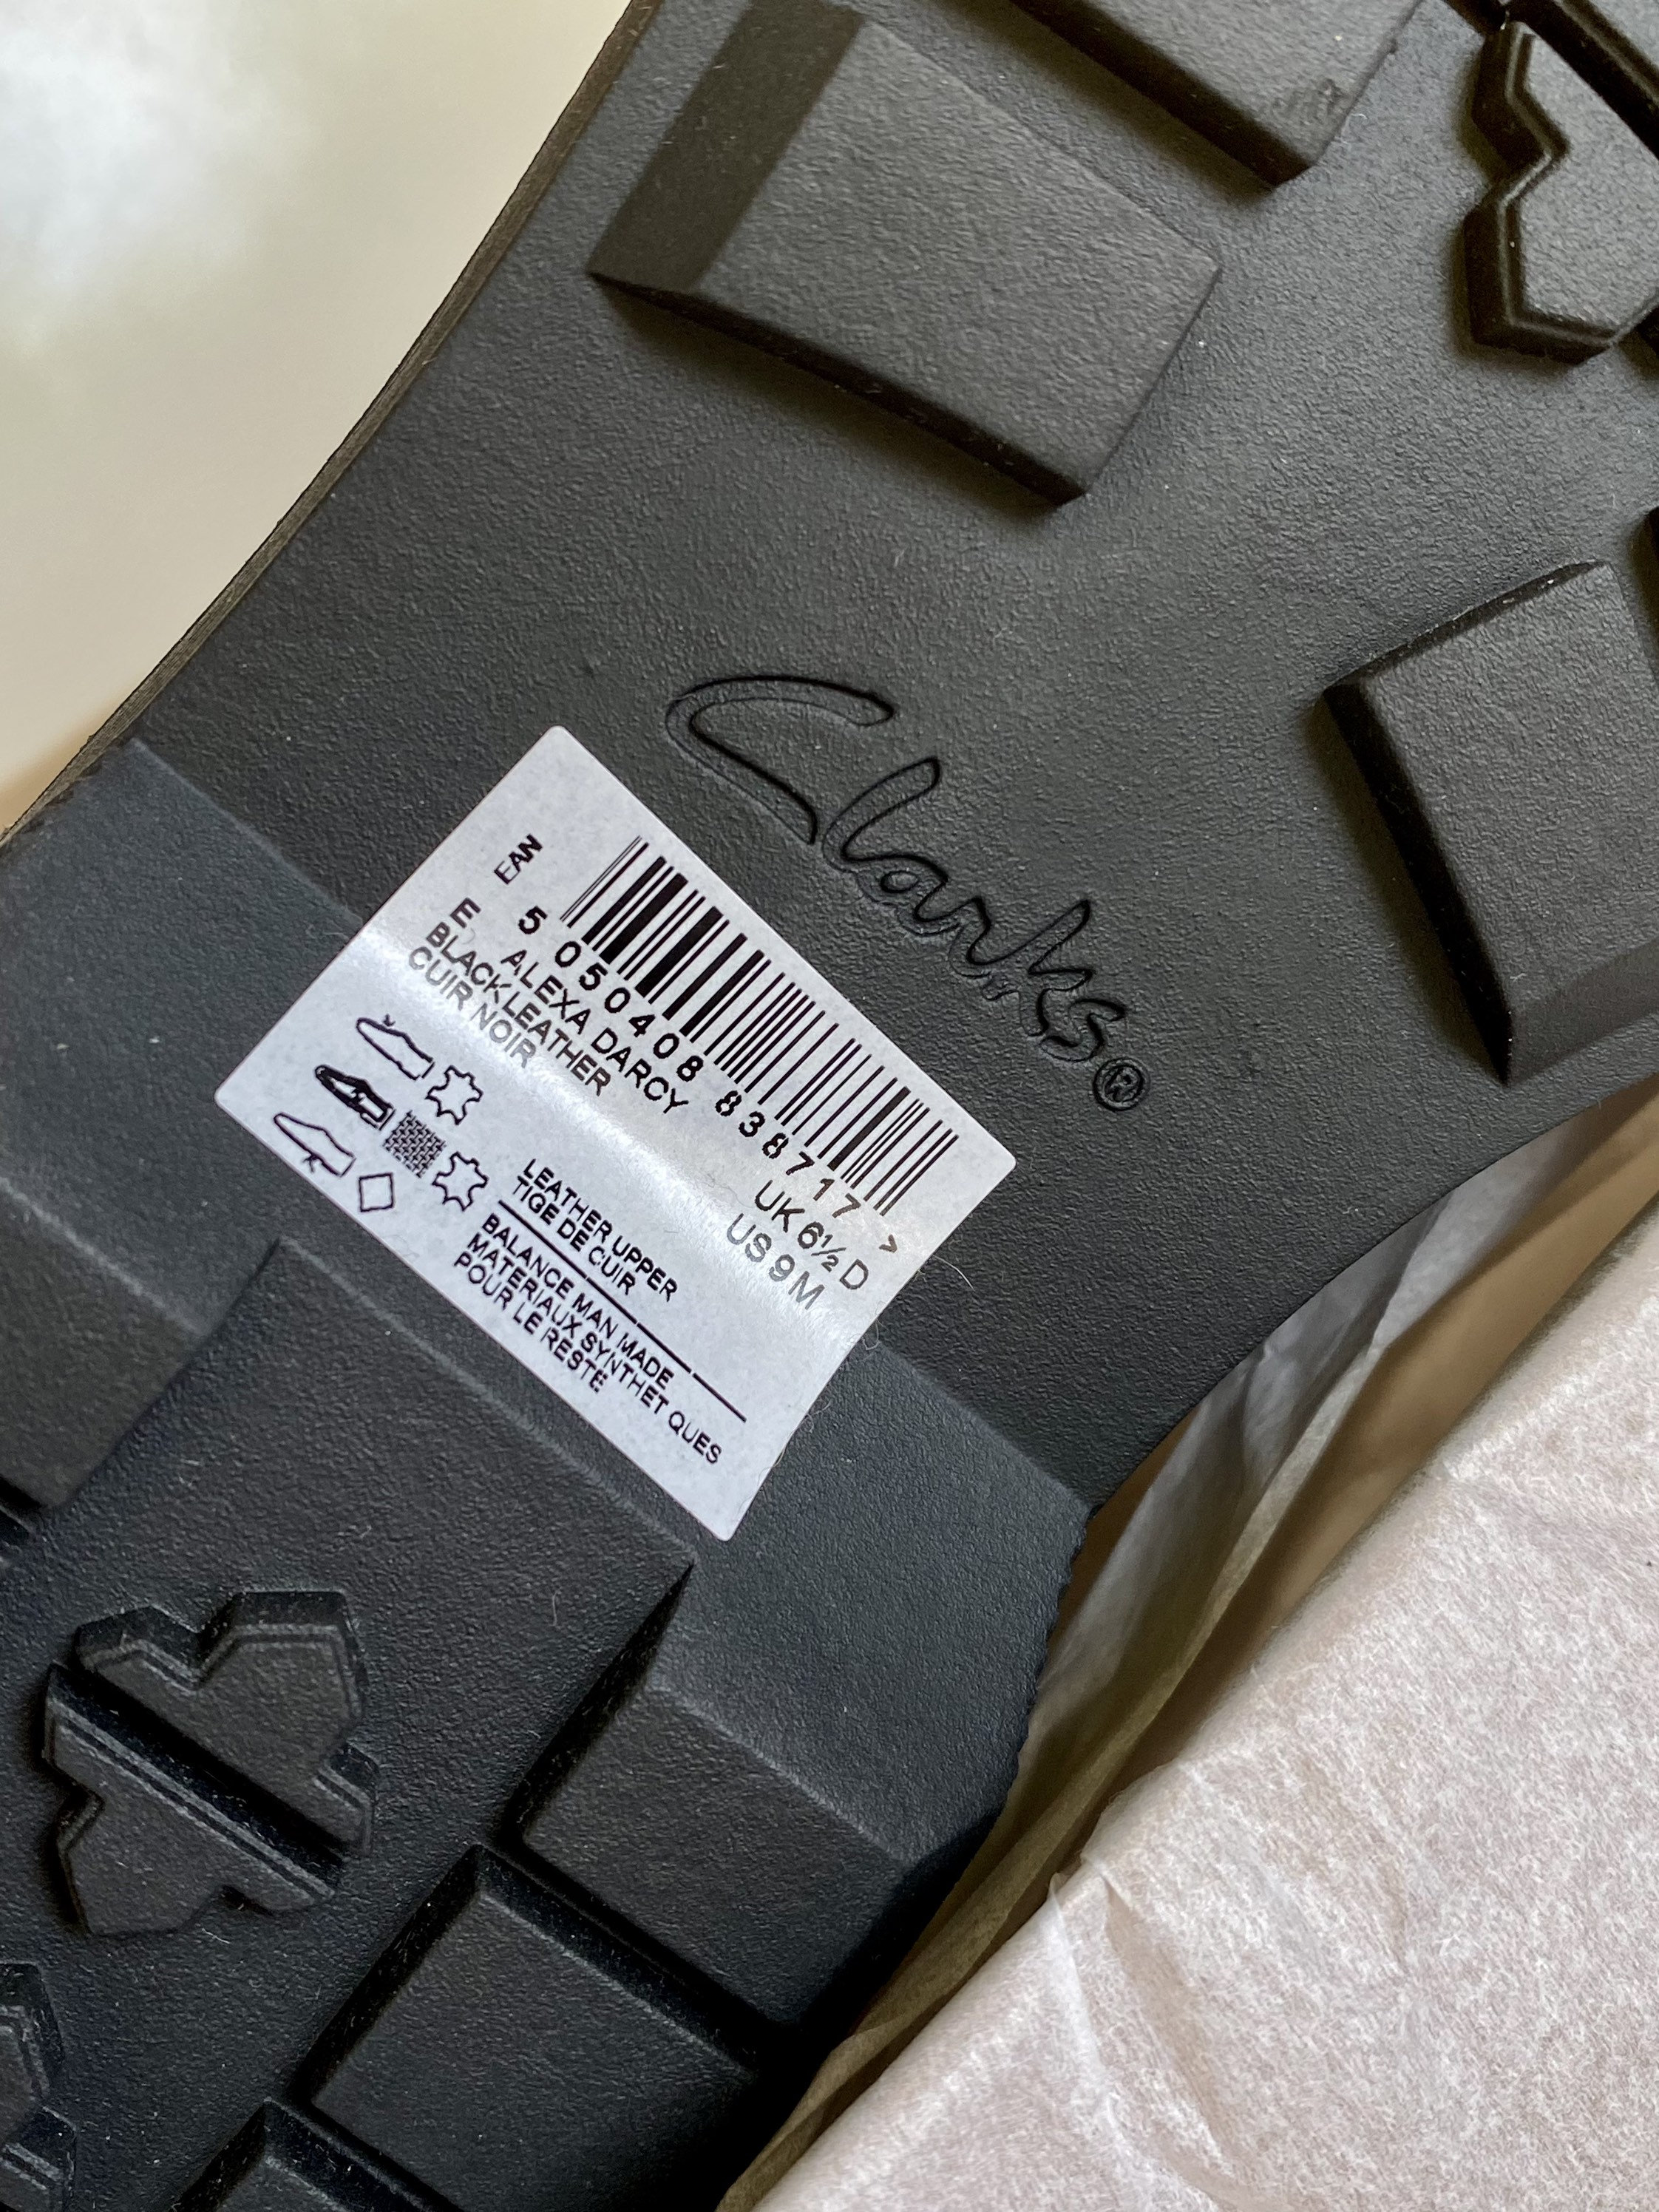 Clarks®
EAN
5 050408 838717 >
E ALEXA DARCY
BLACK LEATHER
CUIR NOIR
UK 6½ D
US 9 M
LEATHER UPPER
TIGE DE CUIR
BALANCE MAN MADE
MATERIAUX SYNTHET QUES
POUR LE RESTE